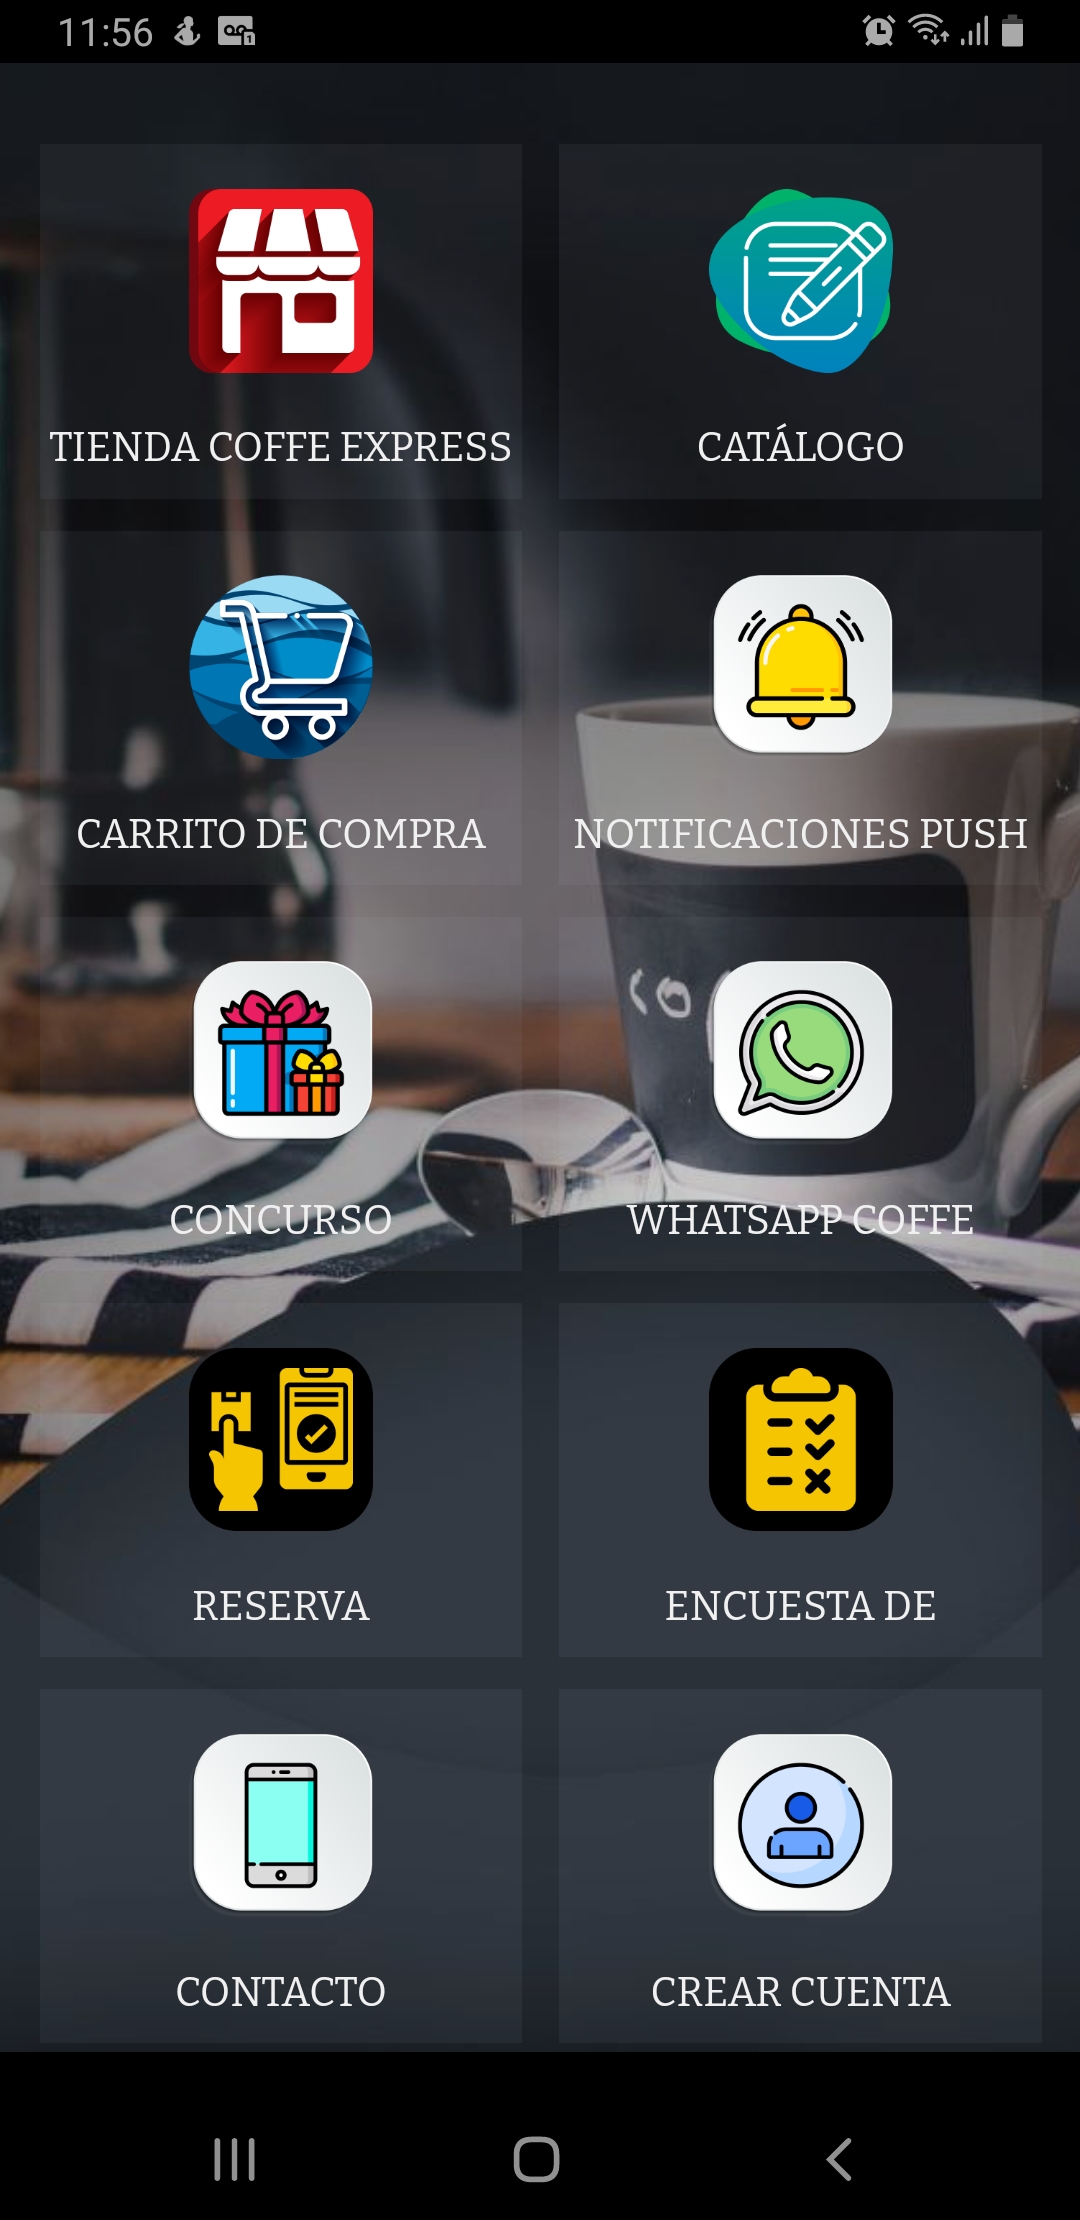 11:56
TIENDA COFFE EXPRESS
CATÁLOGO
CARRITO DE COMPRA
NOTIFICACIONES PUSH
CONCURSO
WHATSAPP COFFE
RESERVA
ENCUESTA DE
CONTACTO
CREAR CUENTA